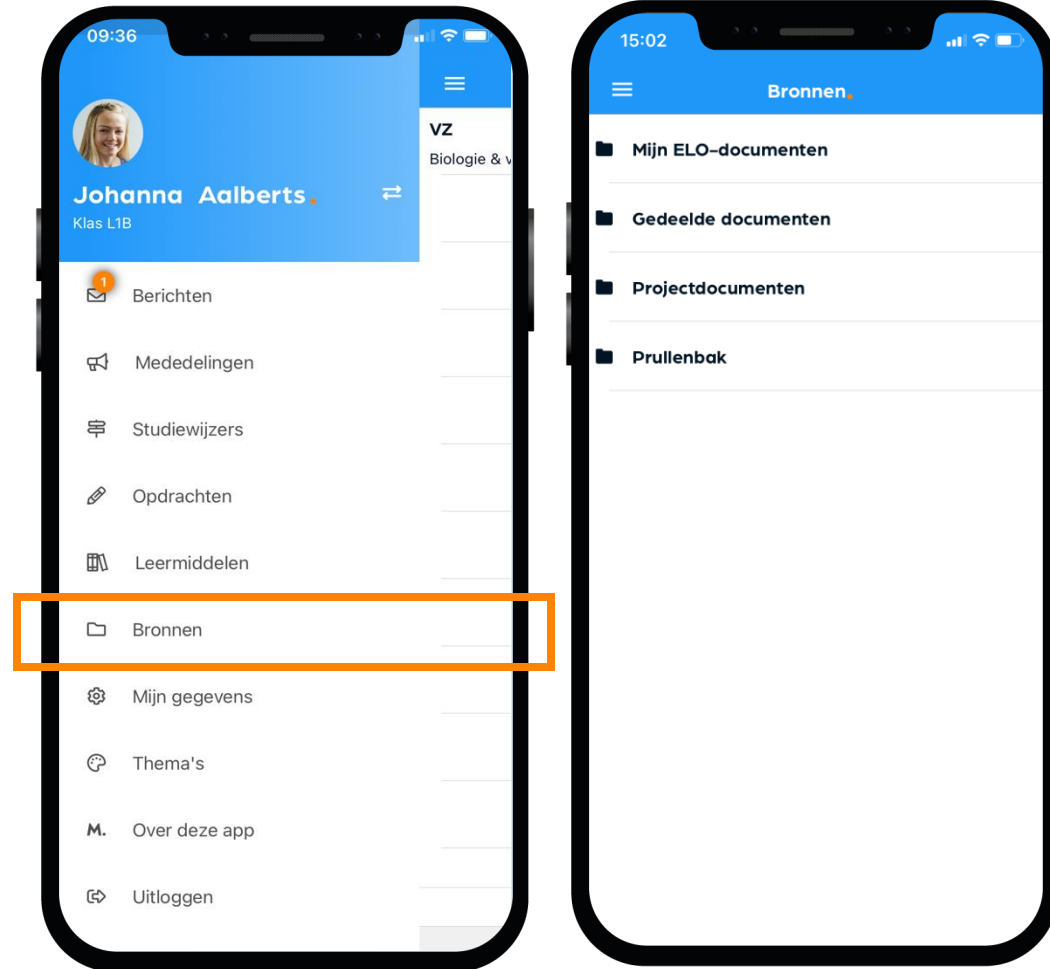 09:36
VZ
Biologie & v
Johanna Aalberts.
Klas L1B
1
Berichten
Mededelingen
Studiewijzers
Opdrachten
Leermiddelen
Bronnen
Mijn gegevens
Thema's
M. Over deze app
Uitloggen
15:02
Bronnen.
Mijn ELO-documenten
Gedeelde documenten
Projectdocumenten
Prullenbak